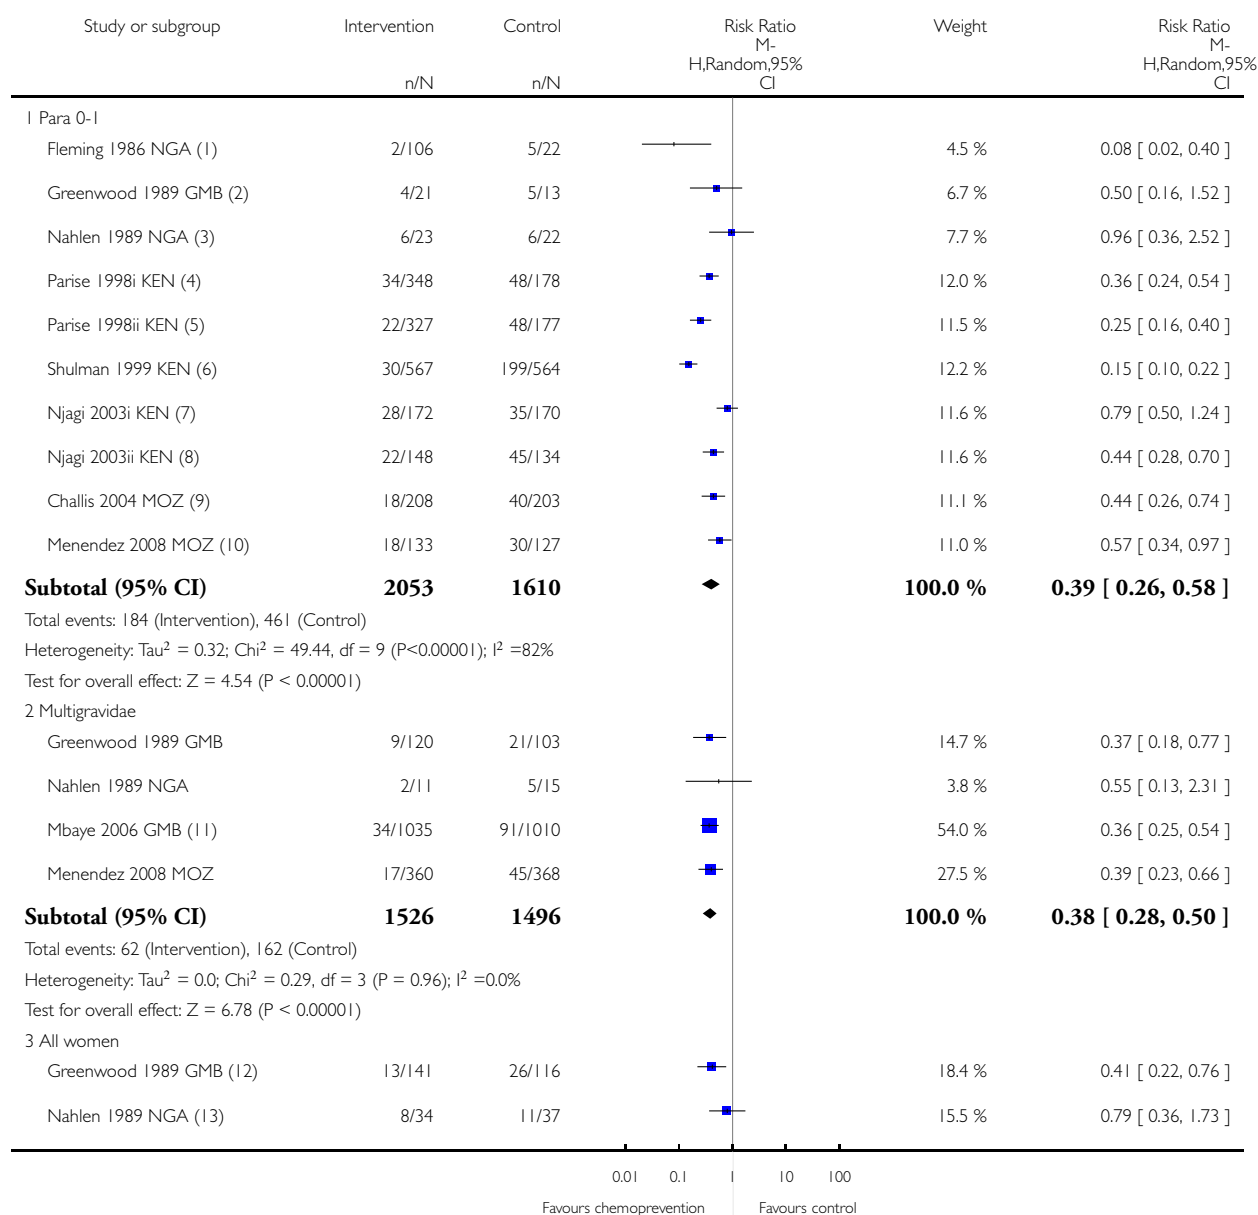 Study or subgroup Intervention Control Risk Ratio Weight Risk Ratio
M- M-
H,Random,95% H,Random,95%
n/N n/N CI CI
1 Para 0-1
Fleming 1986 NGA (1) 2/106 5/22 4.5 % 0.08 [ 0.02, 0.40 ]
Greenwood 1989 GMB (2) 4/21 5/13 6.7 % 0.50 [ 0.16, 1.52 ]
Nahlen 1989 NGA (3) 6/23 6/22 7.7 % 0.96 [ 0.36, 2.52 ]
Parise 1998i KEN (4) 34/348 48/178 12.0 % 0.36 [ 0.24, 0.54 ]
Parise 1998ii KEN (5) 22/327 48/177 11.5 % 0.25 [ 0.16, 0.40 ]
Shulman 1999 KEN (6) 30/567 199/564 12.2 % 0.15 [ 0.10, 0.22 ]
Njagi 2003i KEN (7) 28/172 35/170 11.6 % 0.79 [ 0.50, 1.24 ]
Njagi 2003ii KEN (8) 22/148 45/134 11.6 % 0.44 [ 0.28, 0.70 ]
Challis 2004 MOZ (9) 18/208 40/203 11.1 % 0.44 [ 0.26, 0.74 ]
Menendez 2008 MOZ (10) 18/133 30/127 11.0 % 0.57 [ 0.34, 0.97 ]
Subtotal (95% CI) 2053 1610 100.0 % 0.39 [ 0.26, 0.58 ]
Total events: 184 (Intervention), 461 (Control)
Heterogeneity: Tau² = 0.32; Chi² = 49.44, df = 9 (P<0.00001); I² =82%
Test for overall effect: Z = 4.54 (P < 0.00001)
2 Multigravidae
Greenwood 1989 GMB 9/120 21/103 14.7 % 0.37 [ 0.18, 0.77 ]
Nahlen 1989 NGA 2/11 5/15 3.8 % 0.55 [ 0.13, 2.31 ]
Mbaye 2006 GMB (11) 34/1035 91/1010 54.0 % 0.36 [ 0.25, 0.54 ]
Menendez 2008 MOZ 17/360 45/368 27.5 % 0.39 [ 0.23, 0.66 ]
Subtotal (95% CI) 1526 1496 100.0 % 0.38 [ 0.28, 0.50 ]
Total events: 62 (Intervention), 162 (Control)
Heterogeneity: Tau² = 0.0; Chi² = 0.29, df = 3 (P = 0.96); I² =0.0%
Test for overall effect: Z = 6.78 (P < 0.00001)
3 All women
Greenwood 1989 GMB (12) 13/141 26/116 18.4 % 0.41 [ 0.22, 0.76 ]
Nahlen 1989 NGA (13) 8/34 11/37 15.5 % 0.79 [ 0.36, 1.73 ]
0.01 0.1 1 10 100
Favours chemoprevention Favours control